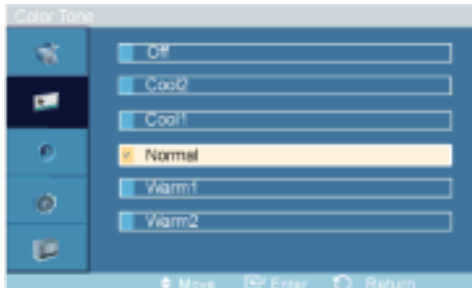 Color Tone
Off
Cool2
Cool1
Normal
Warm1
Warm2
Move Enter Return